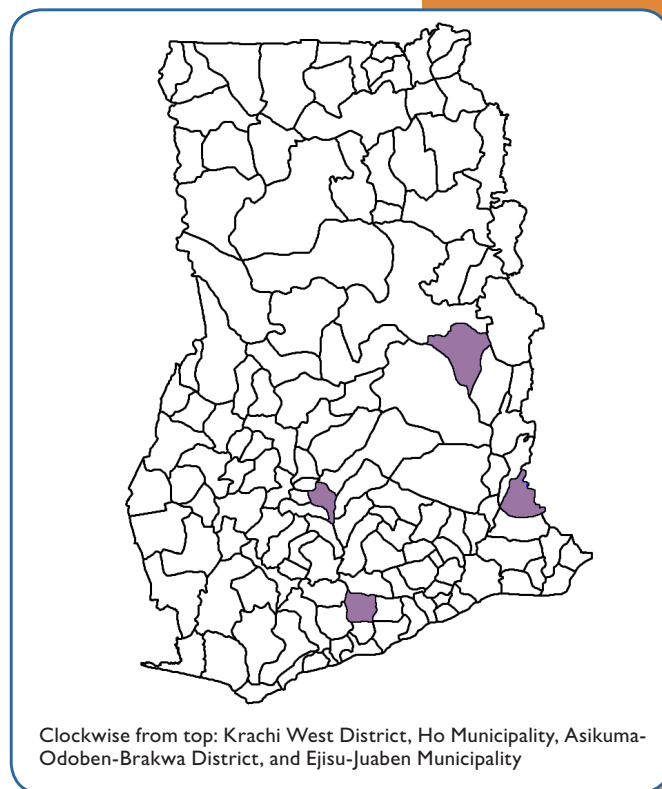 Clockwise from top: Krachi West District, Ho Municipality, Asikuma-
Odoben-Brakwa District, and Ejisu-Juaben Municipality